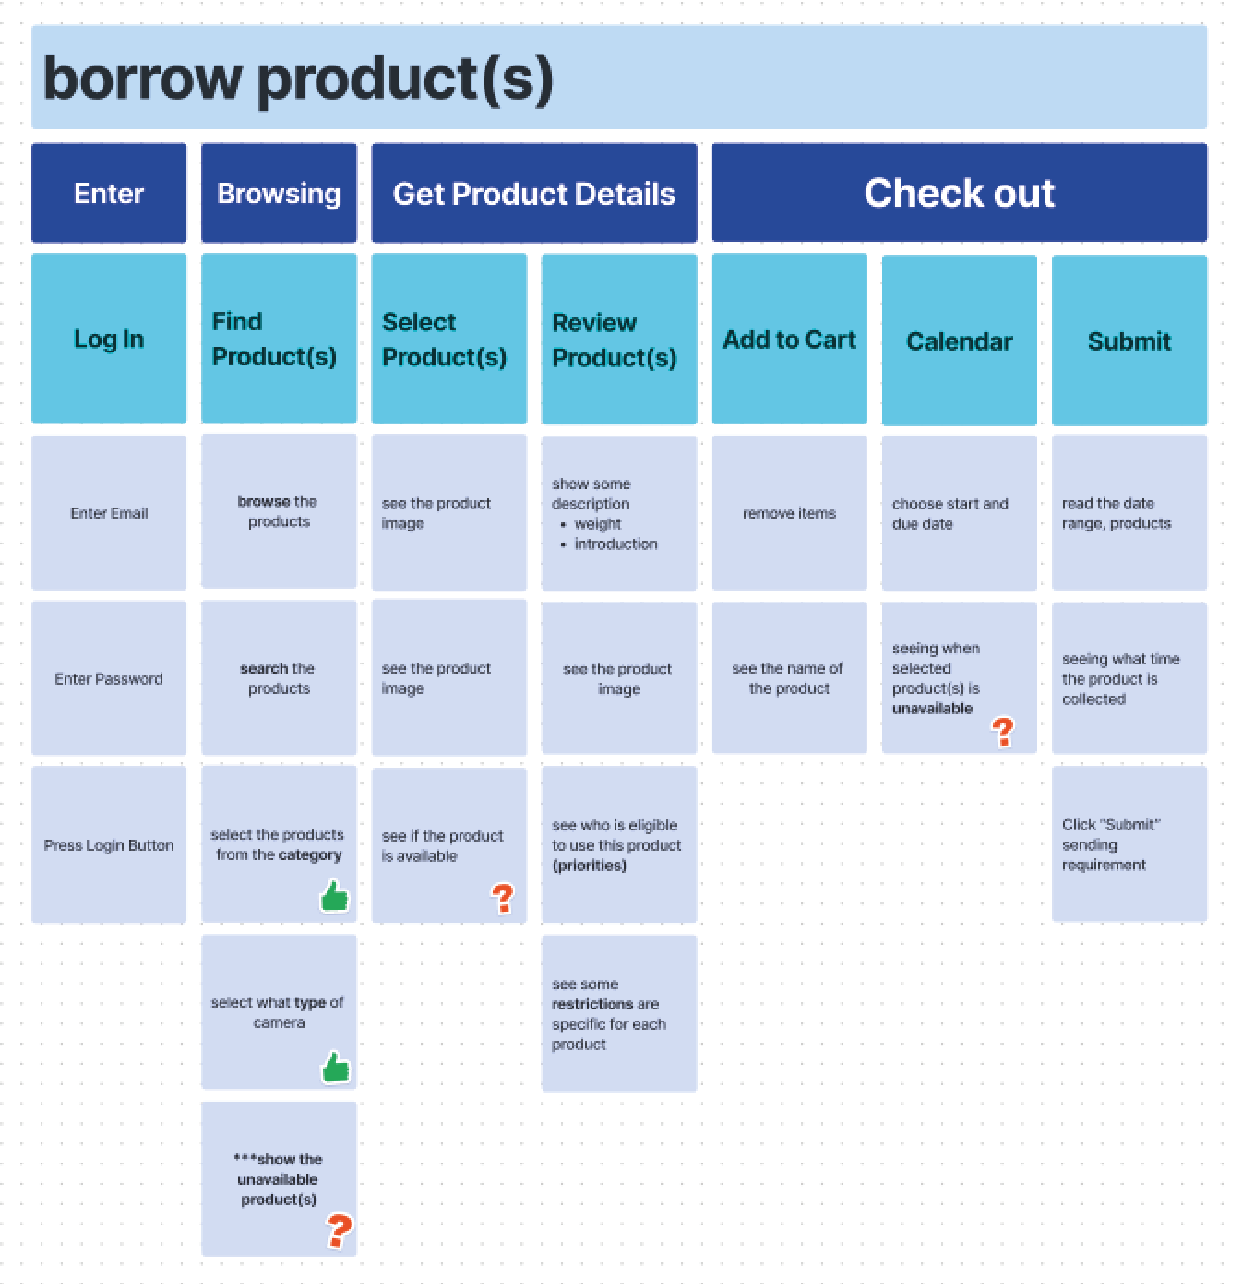 borrow product(s)
Enter
Browsing
Get Product Details
Check out
Log In
Find
Product(s)
Select
Product(s)
Review
Product(s)
Add to Cart
Calendar
Submit
Enter Email
browse the
products
see the product
image
show some
description
• weight
• introduction
remove items
choose start and
due date
read the date
range, products
Enter Password
search the
products
see the product
image
see the product
image
see the name of
the product
seeing when
selected
product(s) is
unavailable
?
seeing what time
the product is
collected
Press Login Button
select the products
from the category
see if the product
is available
?
see who is eligible
to use this product
(priorities)
Click "Submit"
sending
requirement
select what type of
camera
see some
restrictions are
specific for each
product
***show the
unavailable
product(s)
?